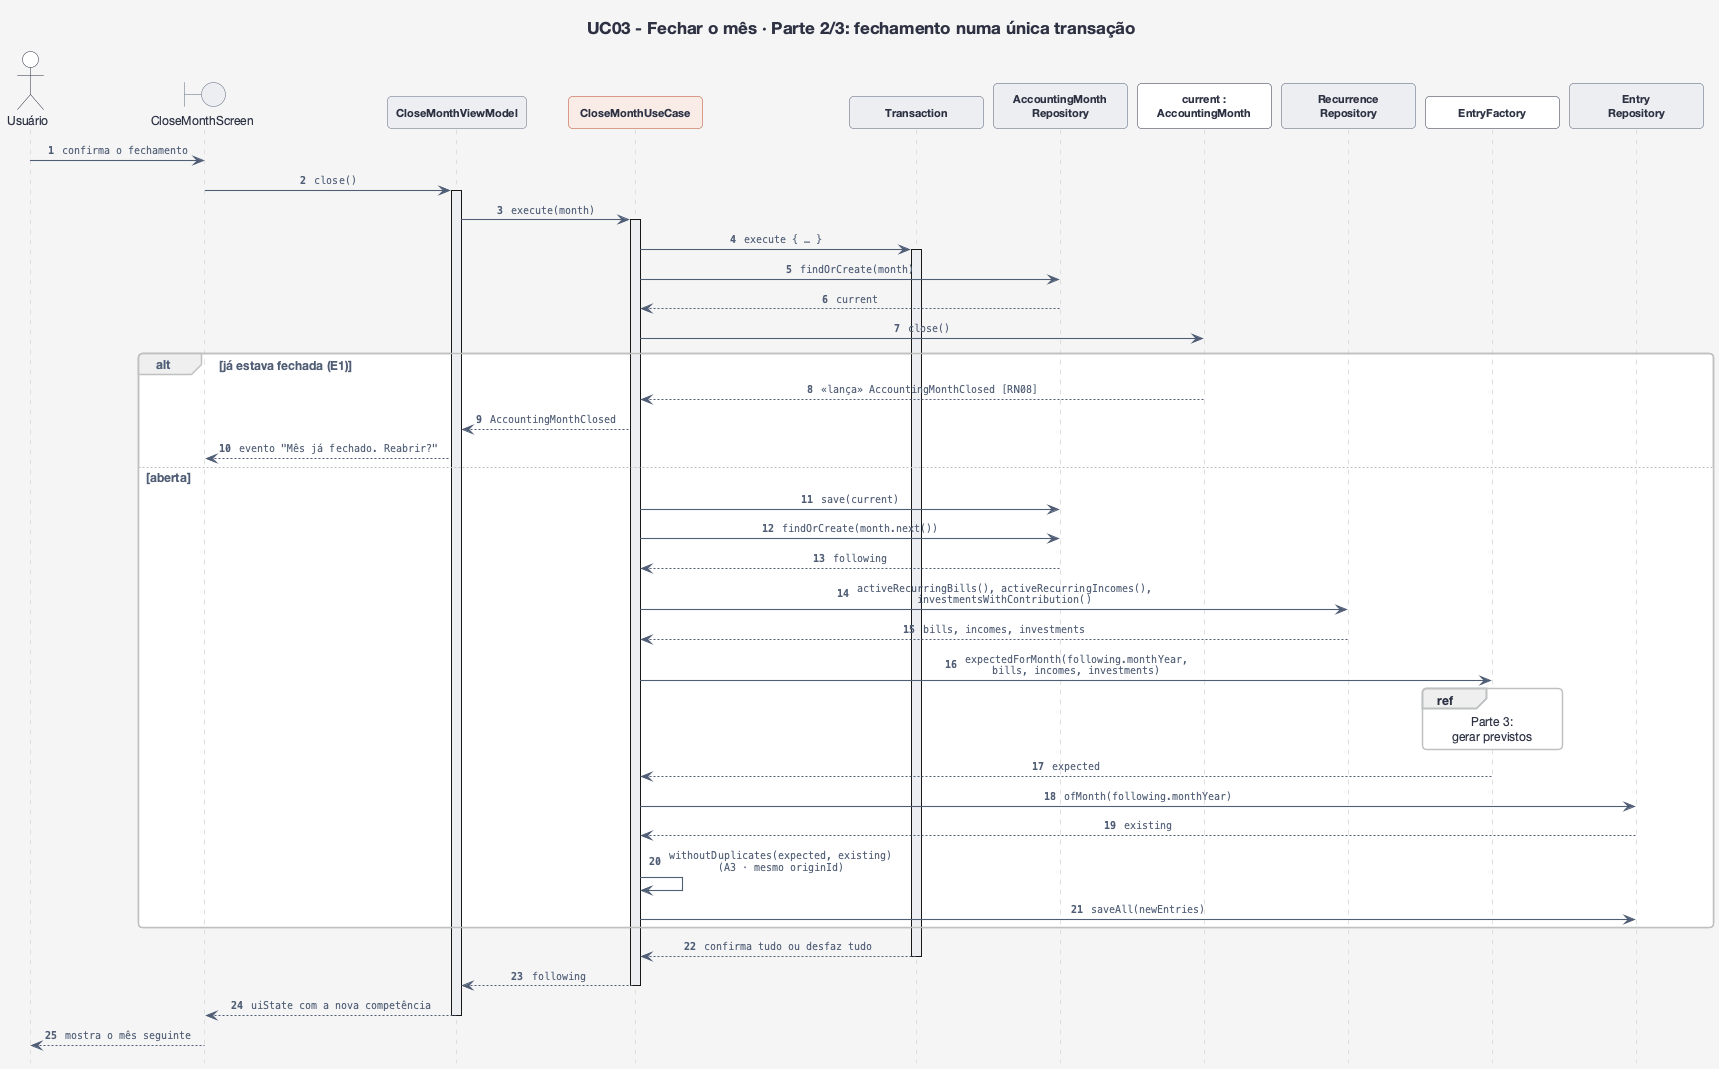 UC03 - Fechar o mês · Parte 2/3: fechamento numa única transação
Usuário
CloseMonthScreen
CloseMonthViewModel
CloseMonthUseCase
Transaction
AccountingMonth
Repository
current :
AccountingMonth
Recurrence
Repository
EntryFactory
Entry
Repository
1 confirma o fechamento
2 close()
3 execute(month)
4 execute { … }
5 findOrCreate(month)
6 current
7 close()
alt [já estava fechada (E1)]
8 «lança» AccountingMonthClosed [RN08]
9 AccountingMonthClosed
10 evento "Mês já fechado. Reabrir?"
[aberta]
11 save(current)
12 findOrCreate(month.next())
13 following
14 activeRecurringBills(), activeRecurringIncomes(),
investmentsWithContribution()
15 bills, incomes, investments
16 expectedForMonth(following.monthYear,
bills, incomes, investments)
ref
Parte 3:
gerar previstos
17 expected
18 ofMonth(following.monthYear)
19 existing
20 withoutDuplicates(expected, existing)
(A3 · mesmo originId)
21 saveAll(newEntries)
22 confirma tudo ou desfaz tudo
23 following
24 uiState com a nova competência
25 mostra o mês seguinte